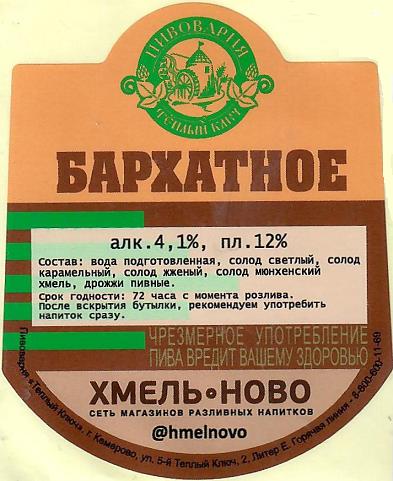 ПИВОВАРНЯ
ТЁПЛЫЙ КЛЮЧ
БАРХАТНОЕ
алк.4,1%, пл.12%
Состав: вода подготовленная, солод светлый, солод
карамельный, солод жженый, солод мюнхенский
хмель, дрожжи пивные.
Срок годности: 72 часа с момента розлива.
После вскрытия бутылки, рекомендуем употребить
напиток сразу.
ЧРЕЗМЕРНОЕ УПОТРЕБЛЕНИЕ
ПИВА ВРЕДИТ ВАШЕМУ ЗДОРОВЬЮ
ХМЕЛЬ•НОВО
СЕТЬ МАГАЗИНОВ РАЗЛИВНЫХ НАПИТКОВ
@hmelnovo
Пивоварня «Теплый Ключ», г. Кемерово, ул. 5-й Теплый Ключ, 2, Литер Е. Горячая линия - 8-800-600-11-69